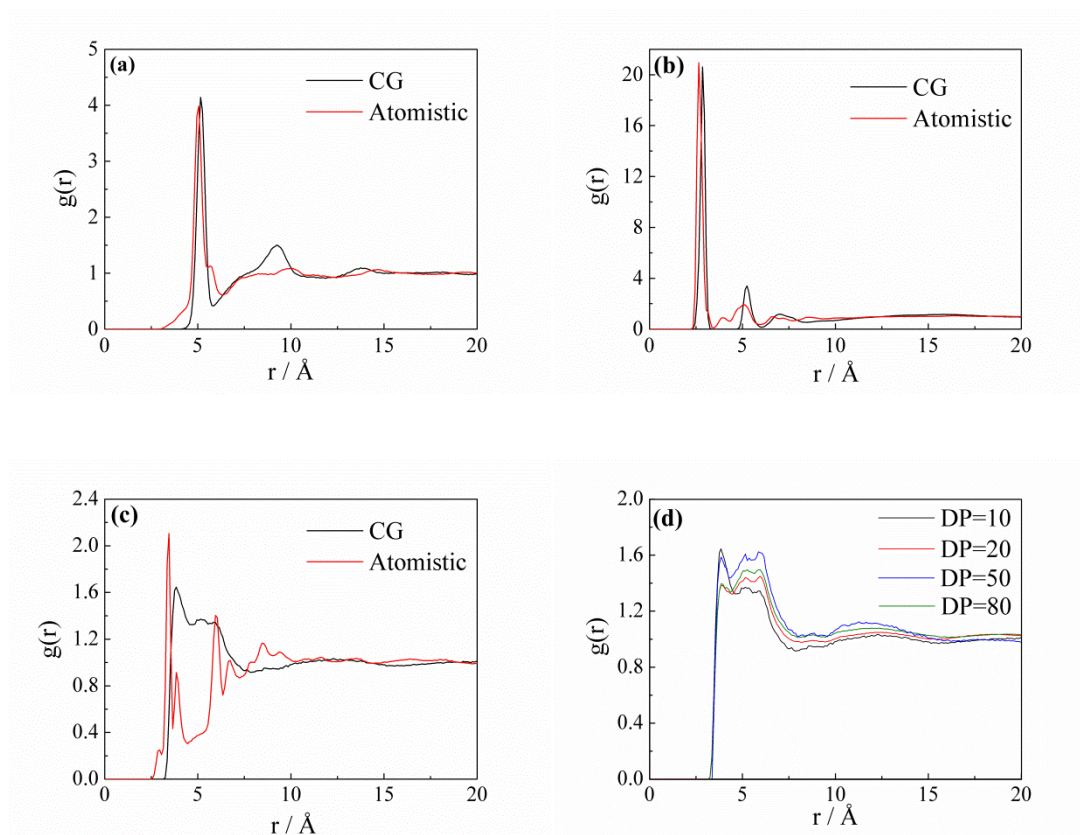 (a)
CG
Atomistic
5
4
3
2
1
0
g(r)
0 5 10 15 20
r / Å
(b)
CG
Atomistic
20
16
12
8
4
0
g(r)
0 5 10 15 20
r / Å
(c)
CG
Atomistic
2.4
2.0
1.6
1.2
0.8
0.4
0.0
g(r)
0 5 10 15 20
r / Å
(d)
DP=10
DP=20
DP=50
DP=80
2.0
1.6
1.2
0.8
0.4
0.0
g(r)
0 5 10 15 20
r / Å